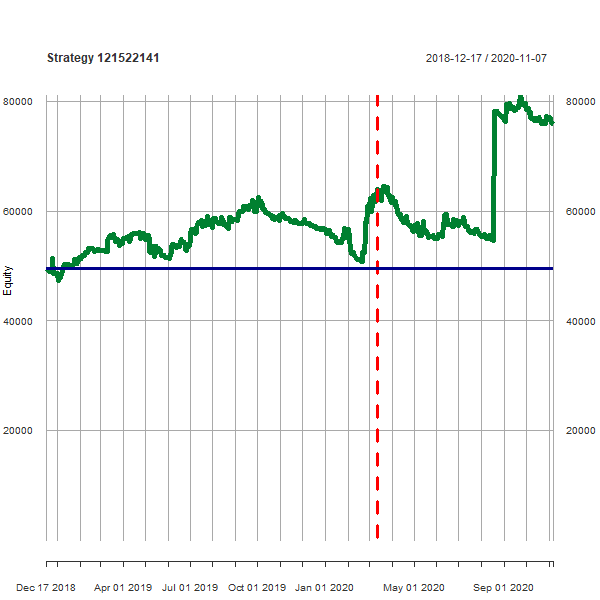 Strategy 121522141
2018-12-17 / 2020-11-07
80000
80000
60000
60000
Equity
40000
40000
20000
20000
Dec 17 2018
Apr 01 2019
Jul 01 2019
Oct 01 2019
Jan 01 2020
May 01 2020
Sep 01 2020